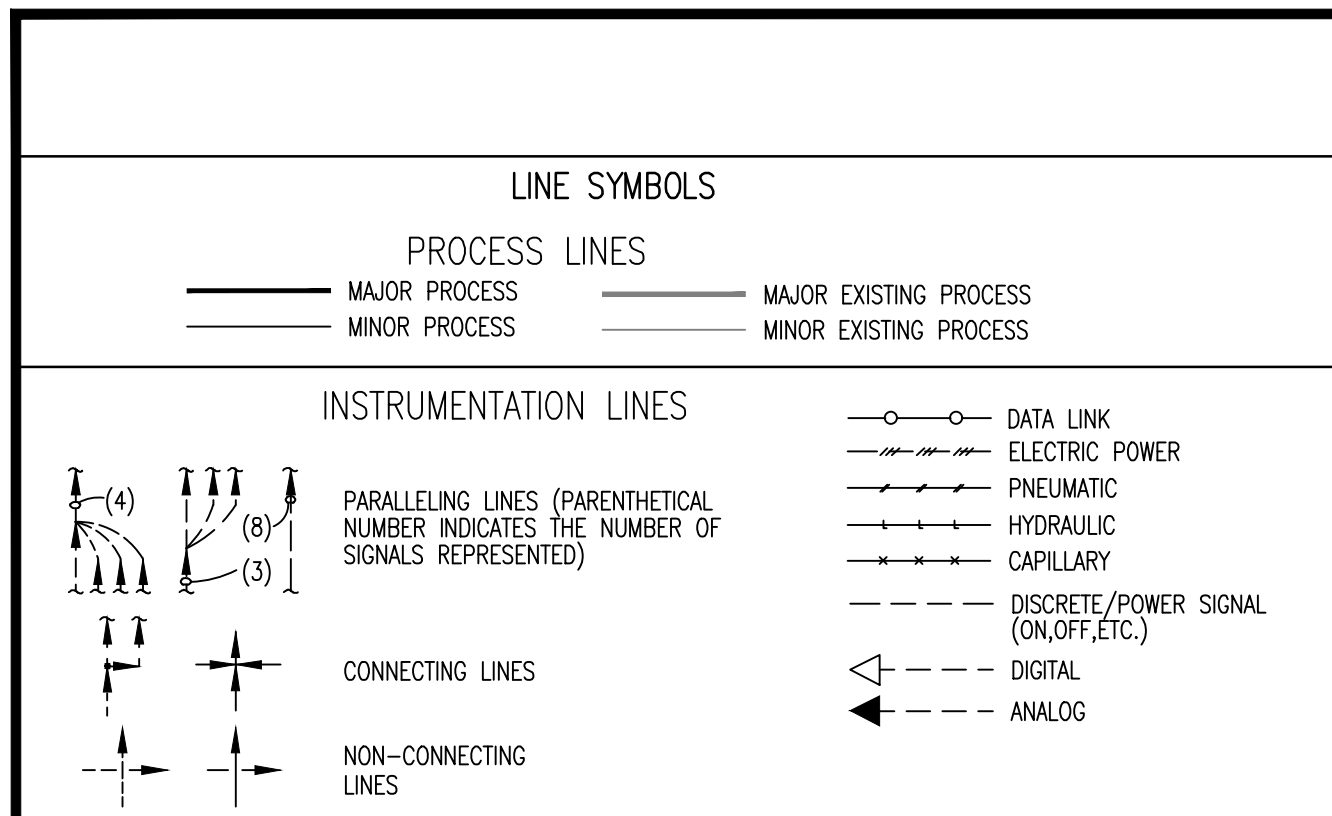 LINE SYMBOLS
PROCESS LINES
MAJOR PROCESS
MAJOR EXISTING PROCESS
MINOR PROCESS
MINOR EXISTING PROCESS
INSTRUMENTATION LINES
(4)
(8)
(3)
PARALLELING LINES (PARENTHETICAL
NUMBER INDICATES THE NUMBER OF
SIGNALS REPRESENTED)
CONNECTING LINES
NON-CONNECTING
LINES
DATA LINK
ELECTRIC POWER
PNEUMATIC
HYDRAULIC
CAPILLARY
DISCRETE/POWER SIGNAL
(ON,OFF,ETC.)
DIGITAL
ANALOG